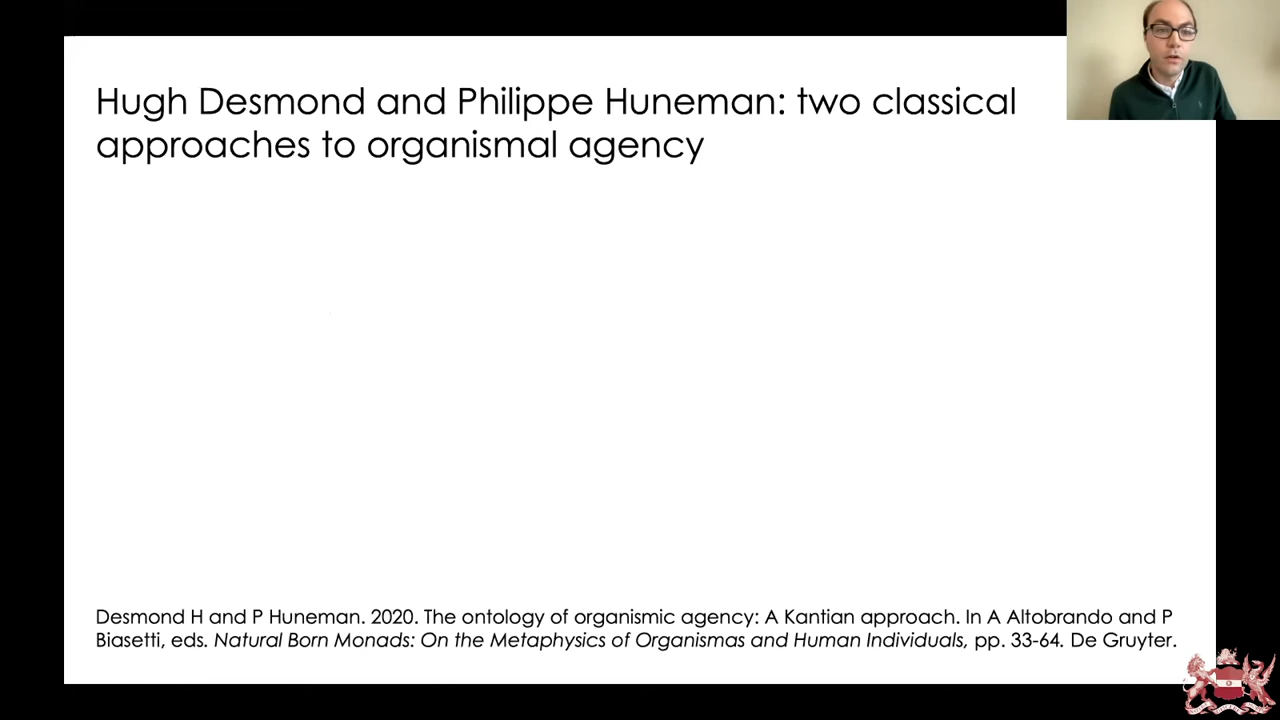 Hugh Desmond and Philippe Huneman: two classical
approaches to organismal agency
Desmond H and P Huneman. 2020. The ontology of organismic agency: A Kantian approach. In A Altobrando and P
Biasetti, eds. Natural Born Monads: On the Metaphysics of Organismas and Human Individuals, pp. 33-64. De Gruyter.